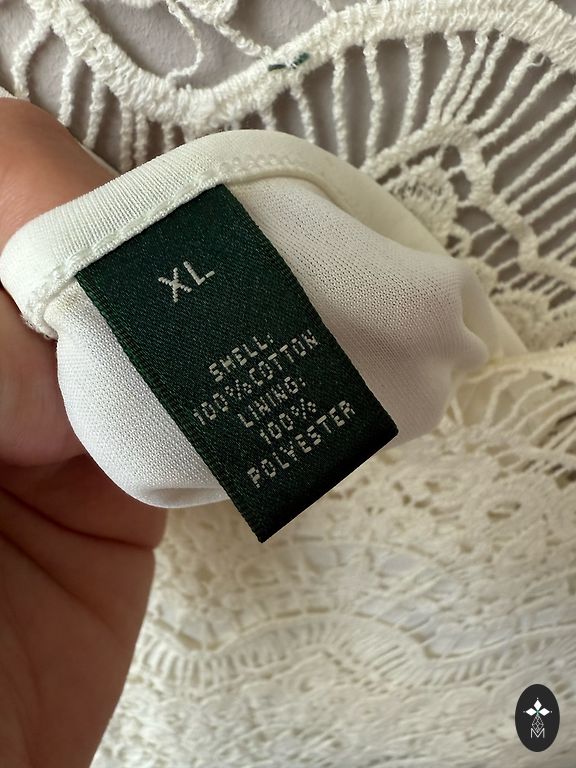 XL
SHELL:
100%COTTON
LINING:
100%
POLYESTER
M